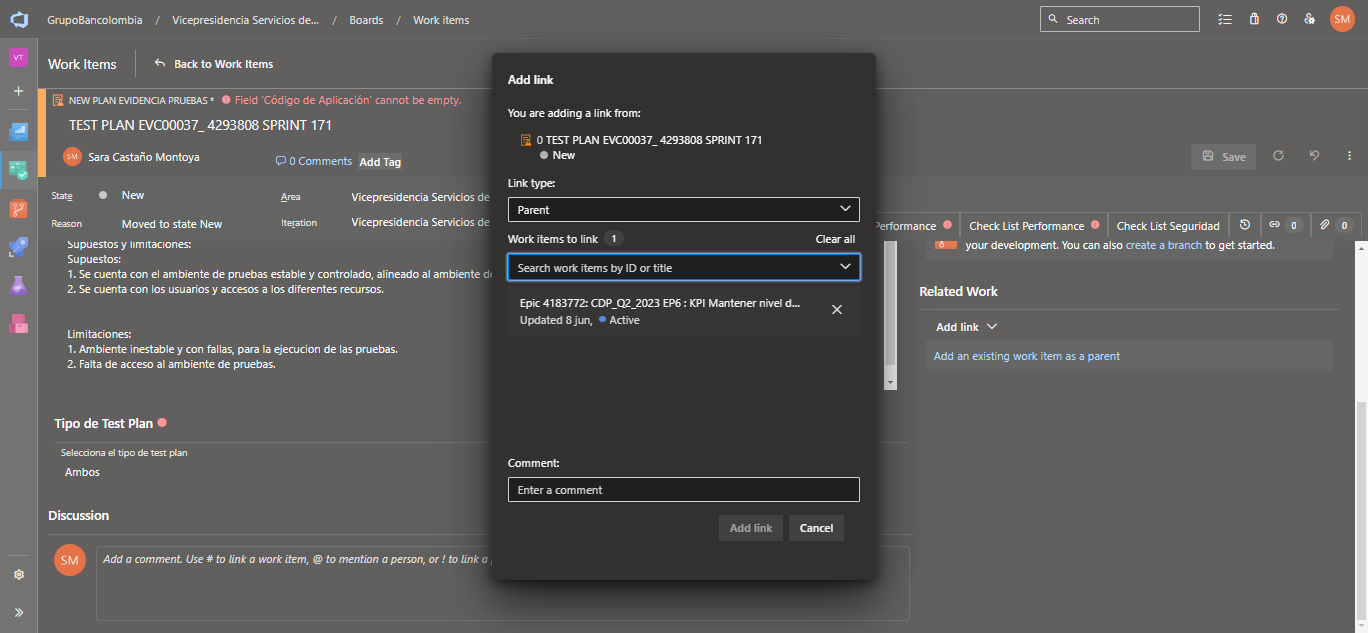 GrupoBancolombia / Vicepresidencia Servicios de... / Boards / Work items
Search
SM
VT
Work Items
Back to Work Items
NEW PLAN EVIDENCIA PRUEBAS * Field 'Código de Aplicación' cannot be empty.
TEST PLAN EVC00037_ 4293808 SPRINT 171
SM Sara Castaño Montoya
0 Comments
Add Tag
Save
State
New
Area
Vicepresidencia Servicios de
Reason
Moved to state New
Iteration
Vicepresidencia Servicios de
Performance
Check List Performance
Check List Seguridad
0
0
Supuestos y limitaciones:
Supuestos:
1. Se cuenta con el ambiente de pruebas estable y controlado, alineado al ambiente de
2. Se cuenta con los usuarios y accesos a los diferentes recursos.
Limitaciones:
1. Ambiente inestable y con fallas, para la ejecucion de las pruebas.
2. Falta de acceso al ambiente de pruebas.
Tipo de Test Plan
Selecciona el tipo de test plan
Ambos
Discussion
SM
Add a comment. Use # to link a work item, @ to mention a person, or ! to link a
Add link
You are adding a link from:
0 TEST PLAN EVC00037_ 4293808 SPRINT 171
New
Link type:
Parent
Work items to link 1
Clear all
Search work items by ID or title
Epic 4183772: CDP_Q2_2023 EP6 : KPI Mantener nivel d...
Updated 8 jun, Active
Comment:
Enter a comment
Add link
Cancel
your development. You can also create a branch to get started.
Related Work
Add link
Add an existing work item as a parent